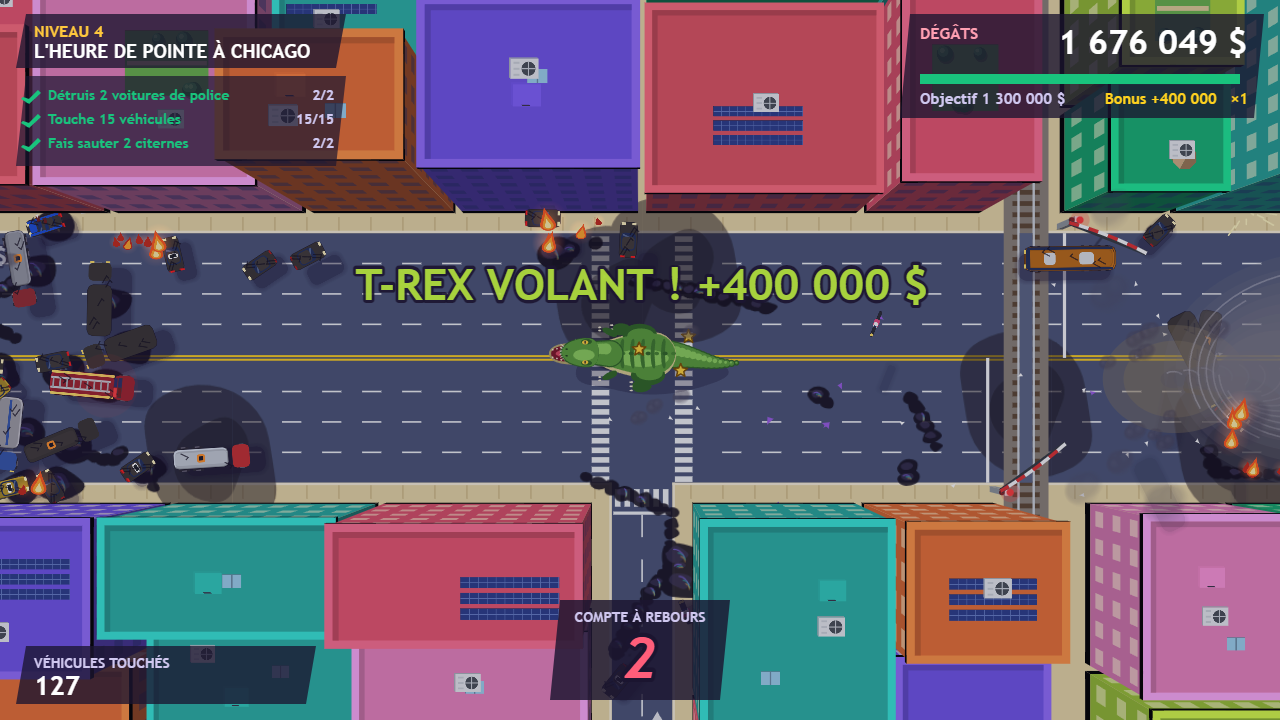 NIVEAU 4
L'HEURE DE POINTE À CHICAGO
Détruis 2 voitures de police 2/2
Touche 15 véhicules 15/15
Fais sauter 2 citernes 2/2
DÉGÂTS 1 676 049 $
Objectif 1 300 000 $ Bonus +400 000 ×1
T-REX VOLANT ! +400 000 $
COMPTE À REBOURS
2
VÉHICULES TOUCHÉS
127